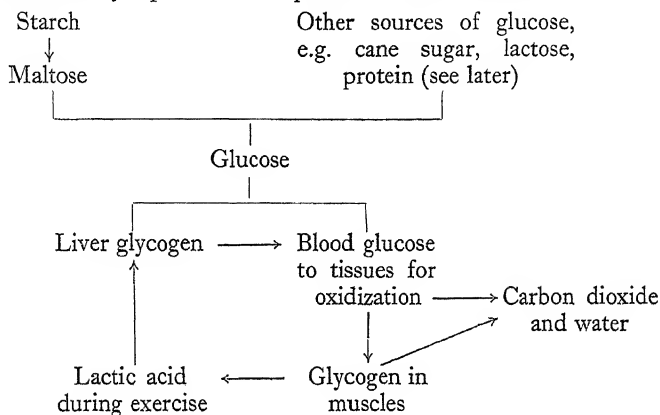 Starch
Maltose
Other sources of glucose,
e.g. cane sugar, lactose,
protein (see later)
Glucose
Liver glycogen
Blood glucose
to tissues for
oxidization
Carbon dioxide
and water
Lactic acid
during exercise
Glycogen in
muscles